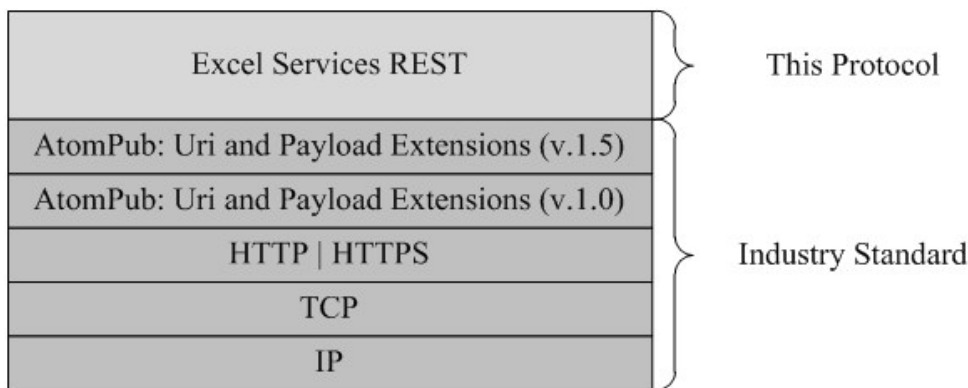 Excel Services REST
This Protocol
AtomPub: Uri and Payload Extensions (v.1.5)
AtomPub: Uri and Payload Extensions (v.1.0)
HTTP | HTTPS
Industry Standard
TCP
IP